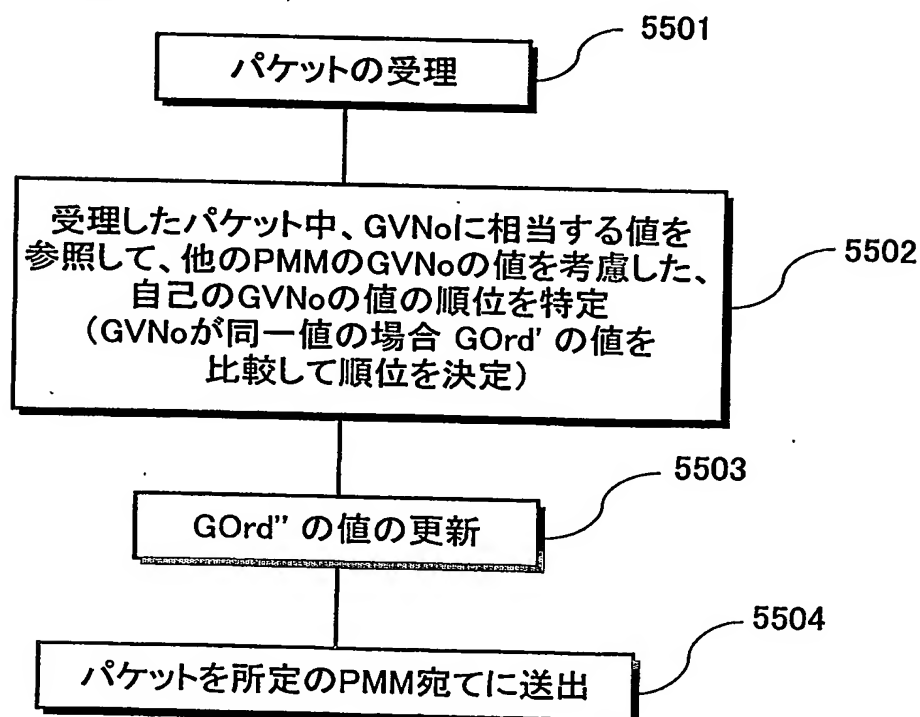 パケットの受理
5501
受理したパケット中、GVNoに相当する値を
参照して、他のPMMのGVNoの値を考慮した、
自己のGVNoの値の順位を特定
（GVNoが同一値の場合 GOrd' の値を
比較して順位を決定）
5502
GOrd" の値の更新
5503
パケットを所定のPMM宛てに送出
5504